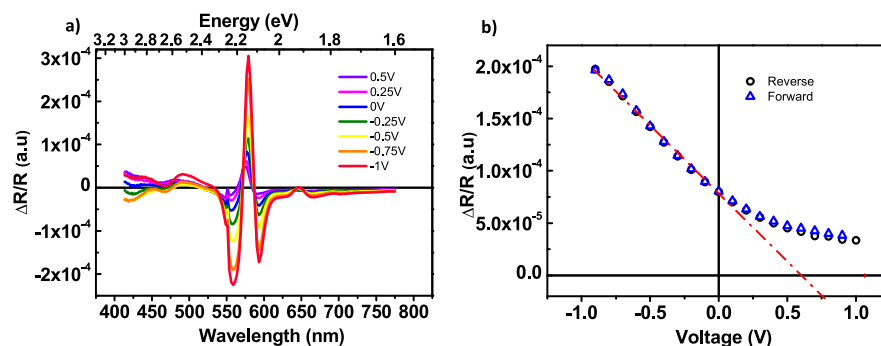 a)
Energy (eV)
3.2 3 2.8 2.6 2.4 2.2 2 1.8 1.6
3x10⁻⁴
2x10⁻⁴
1x10⁻⁴
0
-1x10⁻⁴
-2x10⁻⁴
ΔR/R (a.u)
0.5V
0.25V
0V
-0.25V
-0.5V
-0.75V
-1V
400 450 500 550 600 650 700 750 800
Wavelength (nm)
b)
2.0x10⁻⁴
1.5x10⁻⁴
1.0x10⁻⁴
5.0x10⁻⁵
0.0
ΔR/R (a.u)
Reverse
Forward
-1.0 -0.5 0.0 0.5 1.0
Voltage (V)